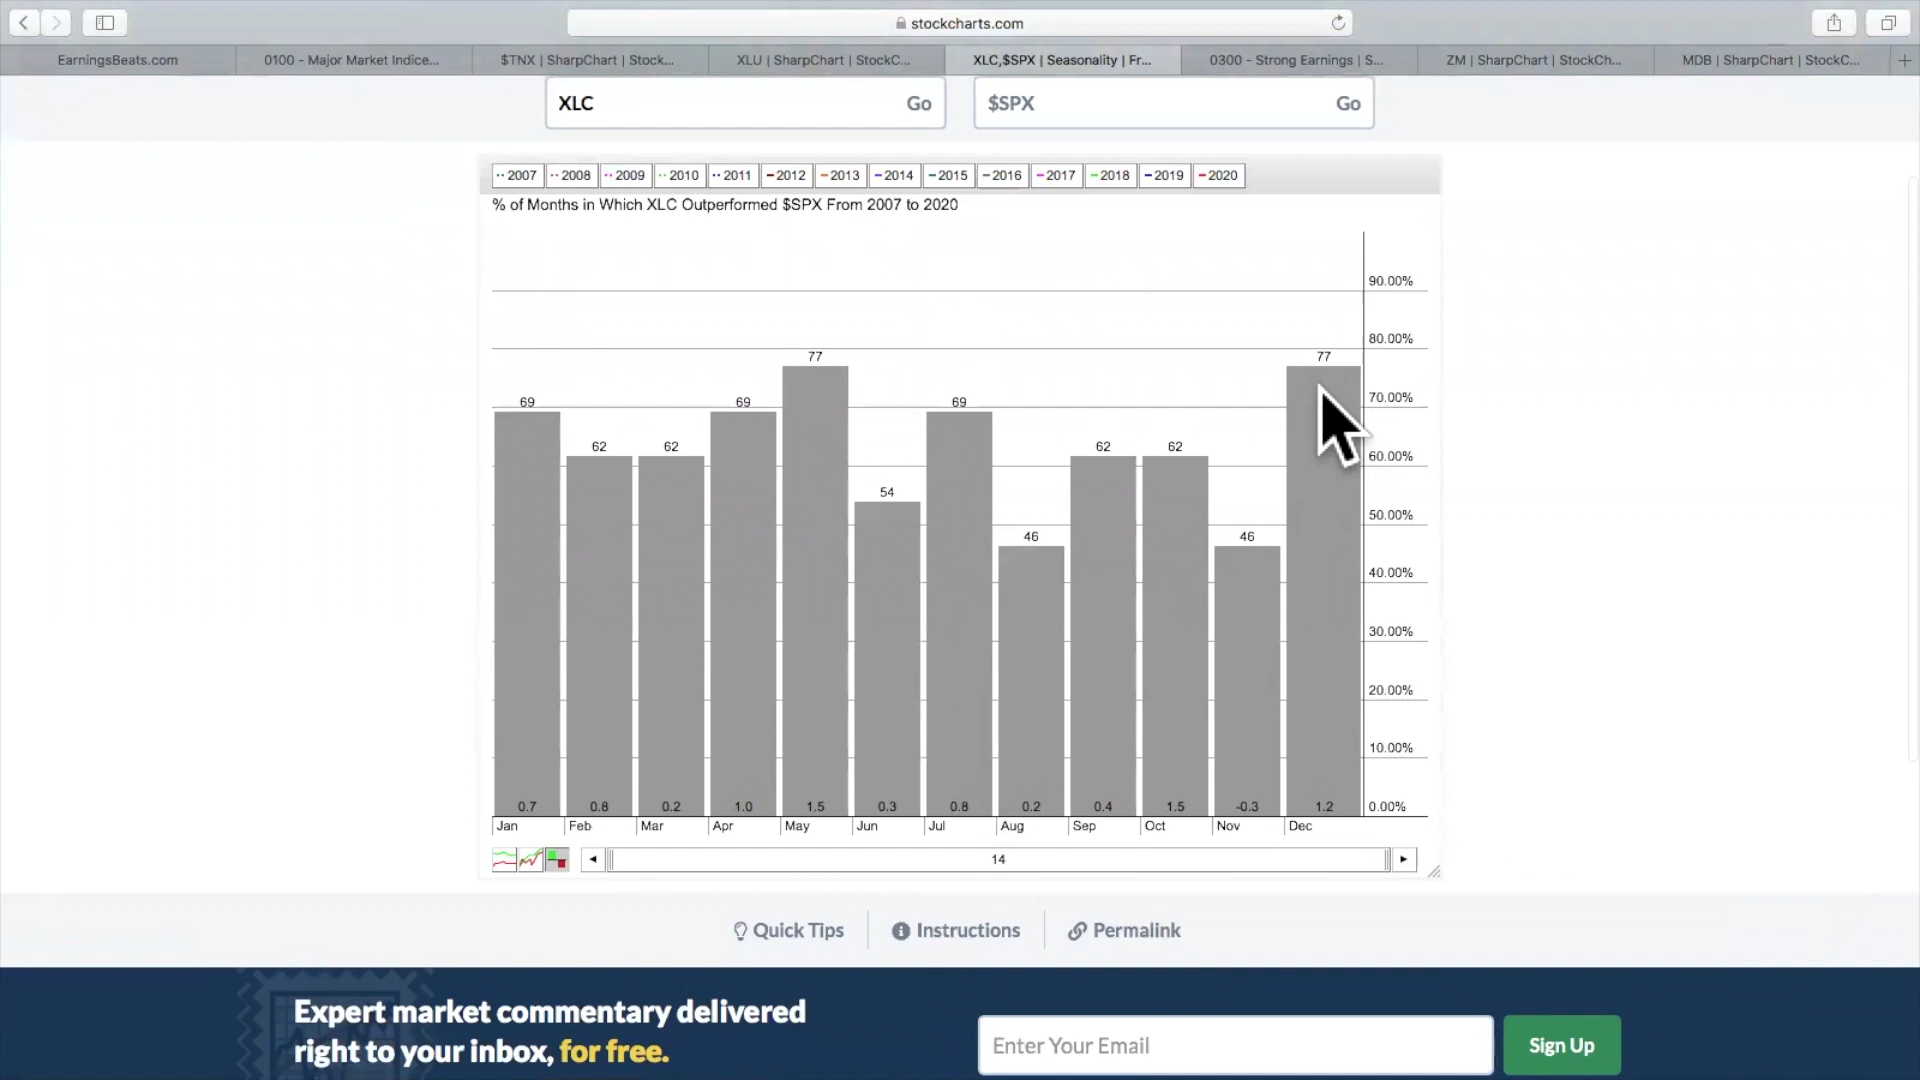 stockcharts.com
EarningsBeats.com
0100 - Major Market Indice...
$TNX | SharpChart | Stock...
XLU | SharpChart | StockC...
XLC,$SPX | Seasonality | Fr...
0300 - Strong Earnings | S...
ZM | SharpChart | StockCh...
MDB | SharpChart | StockC...
XLC Go $SPX Go
2007 2008 2009 2010 2011 2012 2013 2014 2015 2016 2017 2018 2019 2020
% of Months in Which XLC Outperformed $SPX From 2007 to 2020
90.00%
80.00%
77 77
70.00%
69 69 69
62 62 62 62
60.00%
54
50.00%
46 46
40.00%
30.00%
20.00%
10.00%
0.7 0.8 0.2 1.0 1.5 0.3 0.8 0.2 0.4 1.5 -0.3 1.2 0.00%
Jan Feb Mar Apr May Jun Jul Aug Sep Oct Nov Dec
14
Quick Tips Instructions Permalink
Expert market commentary delivered
right to your inbox, for free.
Enter Your Email Sign Up